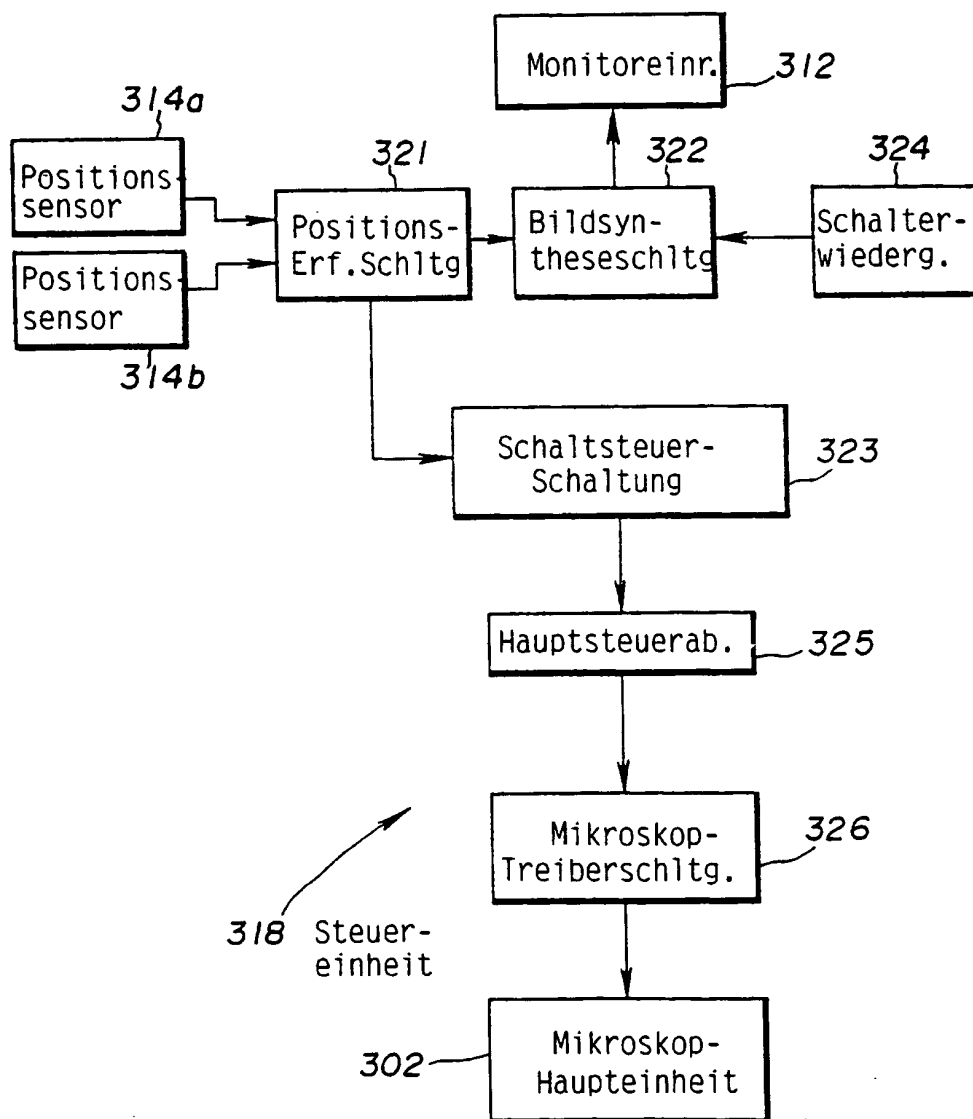 Monitoreinr.
312
314a
Positions
sensor
321
Positions-
Erf.Schltg
322
Bildsyn-
theseschltg
324
Schalter-
wiederg.
Positions
sensor
314b
Schaltsteuer-
Schaltung
323
Hauptsteuerab.
325
Mikroskop-
Treiberschltg.
326
318 Steuer-
einheit
302
Mikroskop-
Haupteinheit